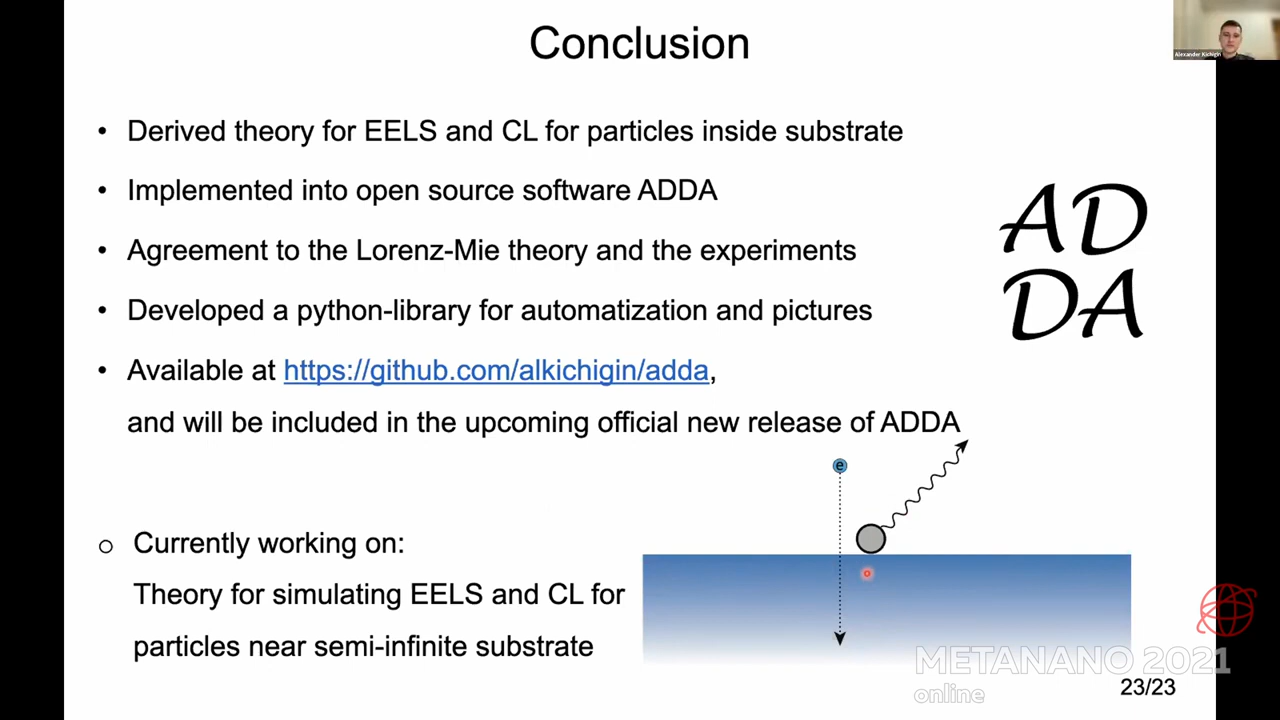 Conclusion
Alexander Kichigin
• Derived theory for EELS and CL for particles inside substrate
• Implemented into open source software ADDA
• Agreement to the Lorenz-Mie theory and the experiments
• Developed a python-library for automatization and pictures
• Available at https://github.com/alkichigin/adda,
and will be included in the upcoming official new release of ADDA
AD
DA
e
o Currently working on:
Theory for simulating EELS and CL for
particles near semi-infinite substrate
METANANO 2021
online
23/23